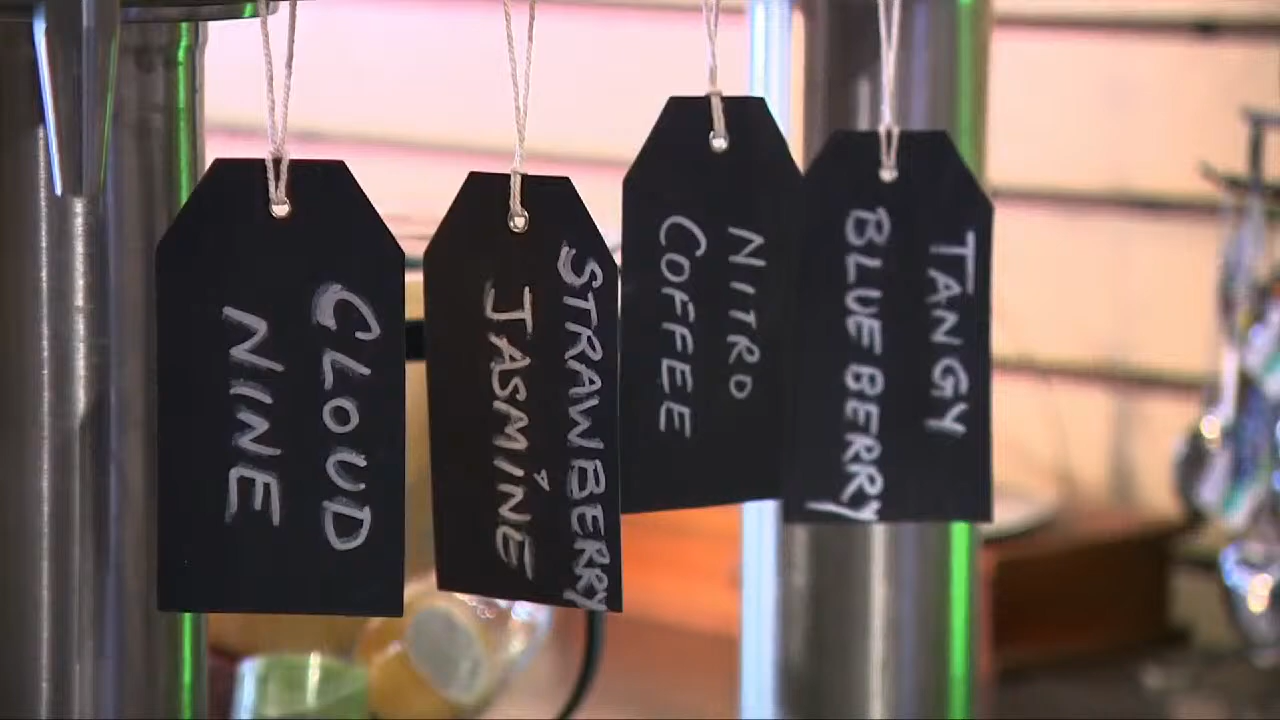 CLOUD
NINE
STRAWBERRY
JASMINE
NITRO
COFFEE
TANGY
BLUEBERRY